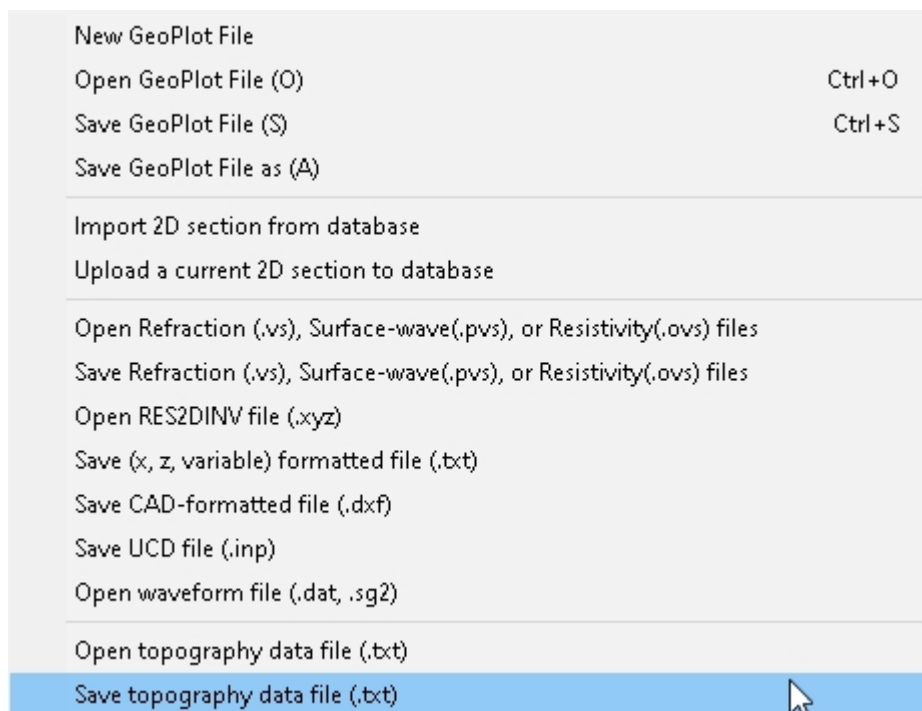 New GeoPlot File
Open GeoPlot File (O) Ctrl+O
Save GeoPlot File (S) Ctrl+S
Save GeoPlot File as (A)
Import 2D section from database
Upload a current 2D section to database
Open Refraction (.vs), Surface-wave(.pvs), or Resistivity(.ovs) files
Save Refraction (.vs), Surface-wave(.pvs), or Resistivity(.ovs) files
Open RES2DINV file (.xyz)
Save (x, z, variable) formatted file (.txt)
Save CAD-formatted file (.dxf)
Save UCD file (.inp)
Open waveform file (.dat, .sg2)
Open topography data file (.txt)
Save topography data file (.txt)